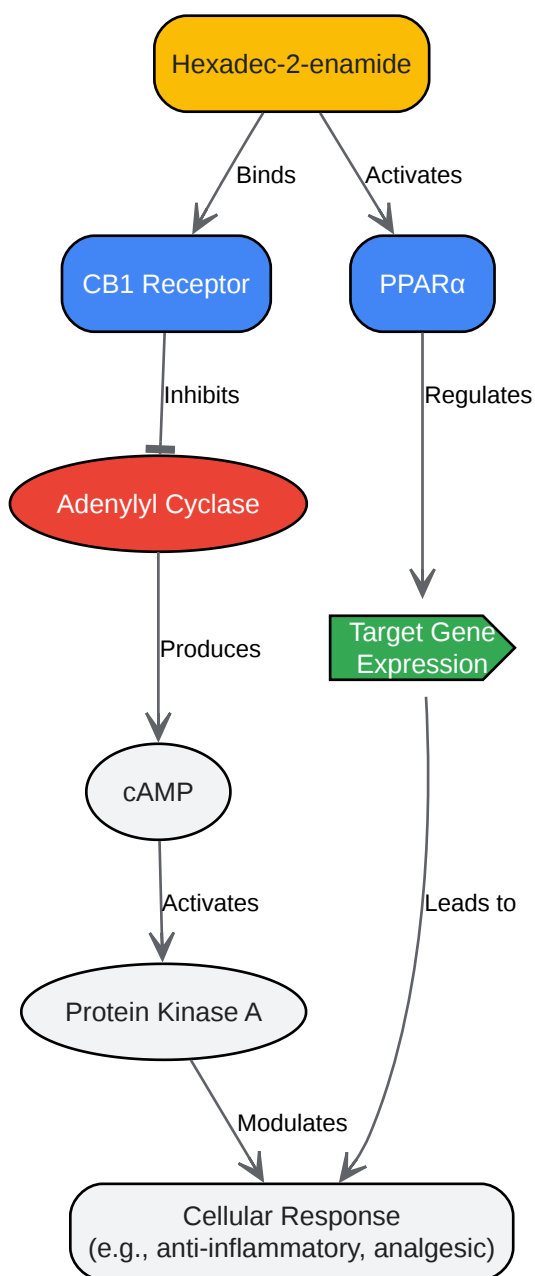 Hexadec-2-enamide
Binds
Activates
CB1 Receptor
PPARα
Inhibits
Regulates
Adenylyl Cyclase
Target Gene
Expression
Produces
cAMP
Activates
Leads to
Protein Kinase A
Modulates
Cellular Response
(e.g., anti-inflammatory, analgesic)